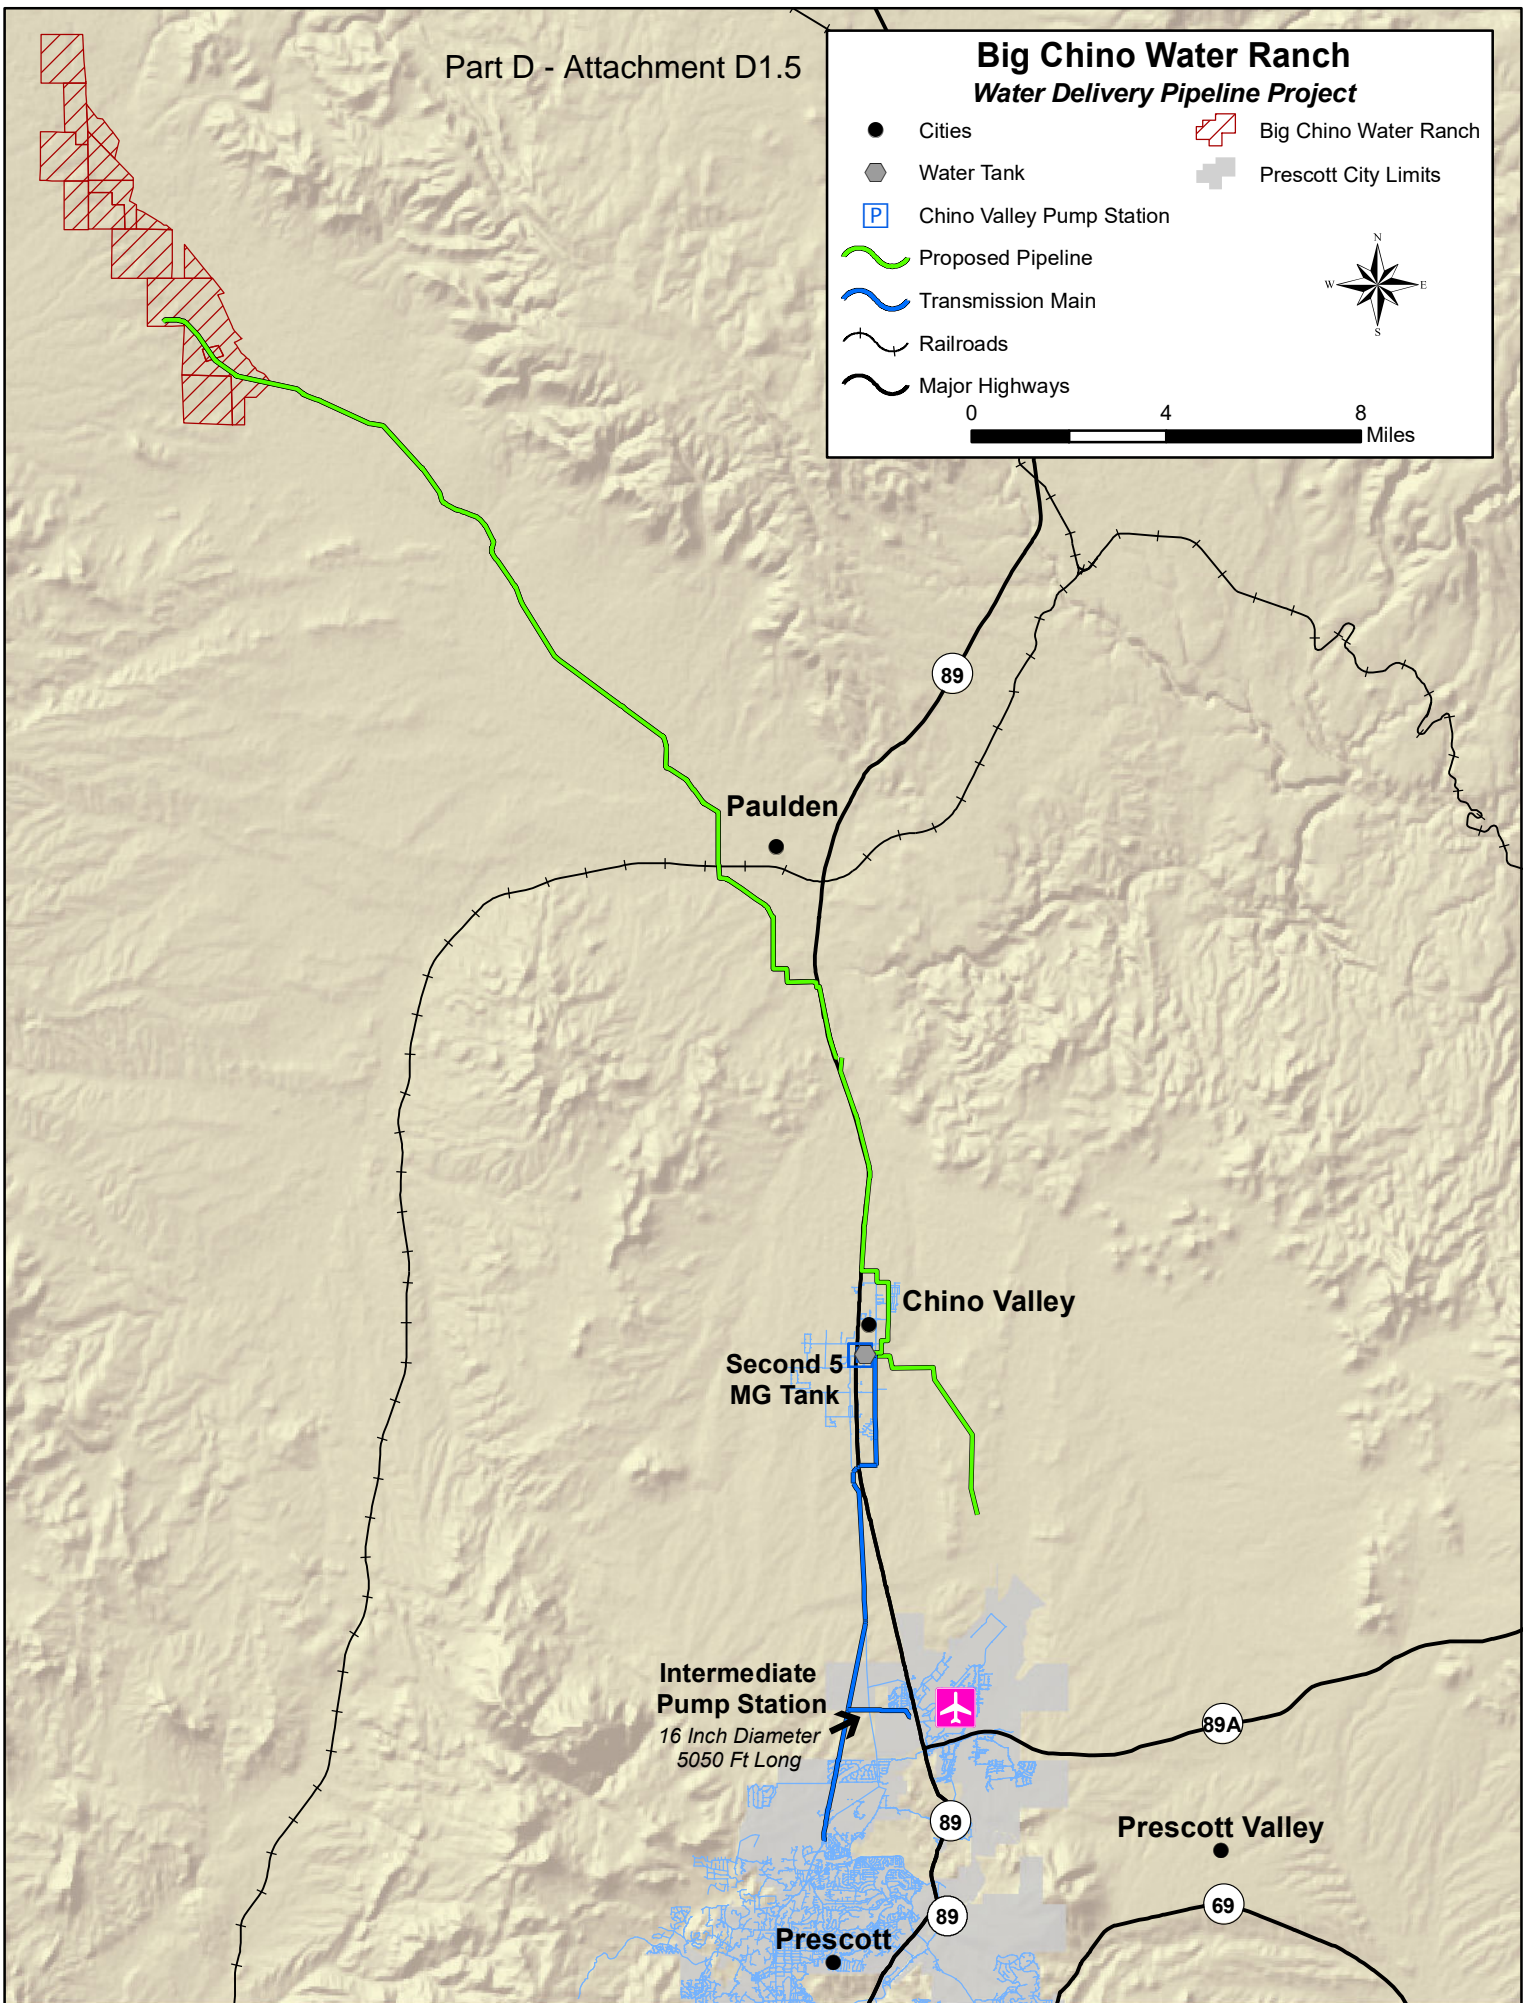 Part D - Attachment D1.5
Big Chino Water Ranch
Water Delivery Pipeline Project
Cities
Water Tank
P
Chino Valley Pump Station
Proposed Pipeline
Transmission Main
Railroads
Major Highways
Big Chino Water Ranch
Prescott City Limits
N
W
E
S
0
4
8
Miles
89
Paulden
Chino Valley
Second 5
MG Tank
Intermediate
Pump Station
16 Inch Diameter
5050 Ft Long
89A
89
Prescott Valley
69
89
Prescott